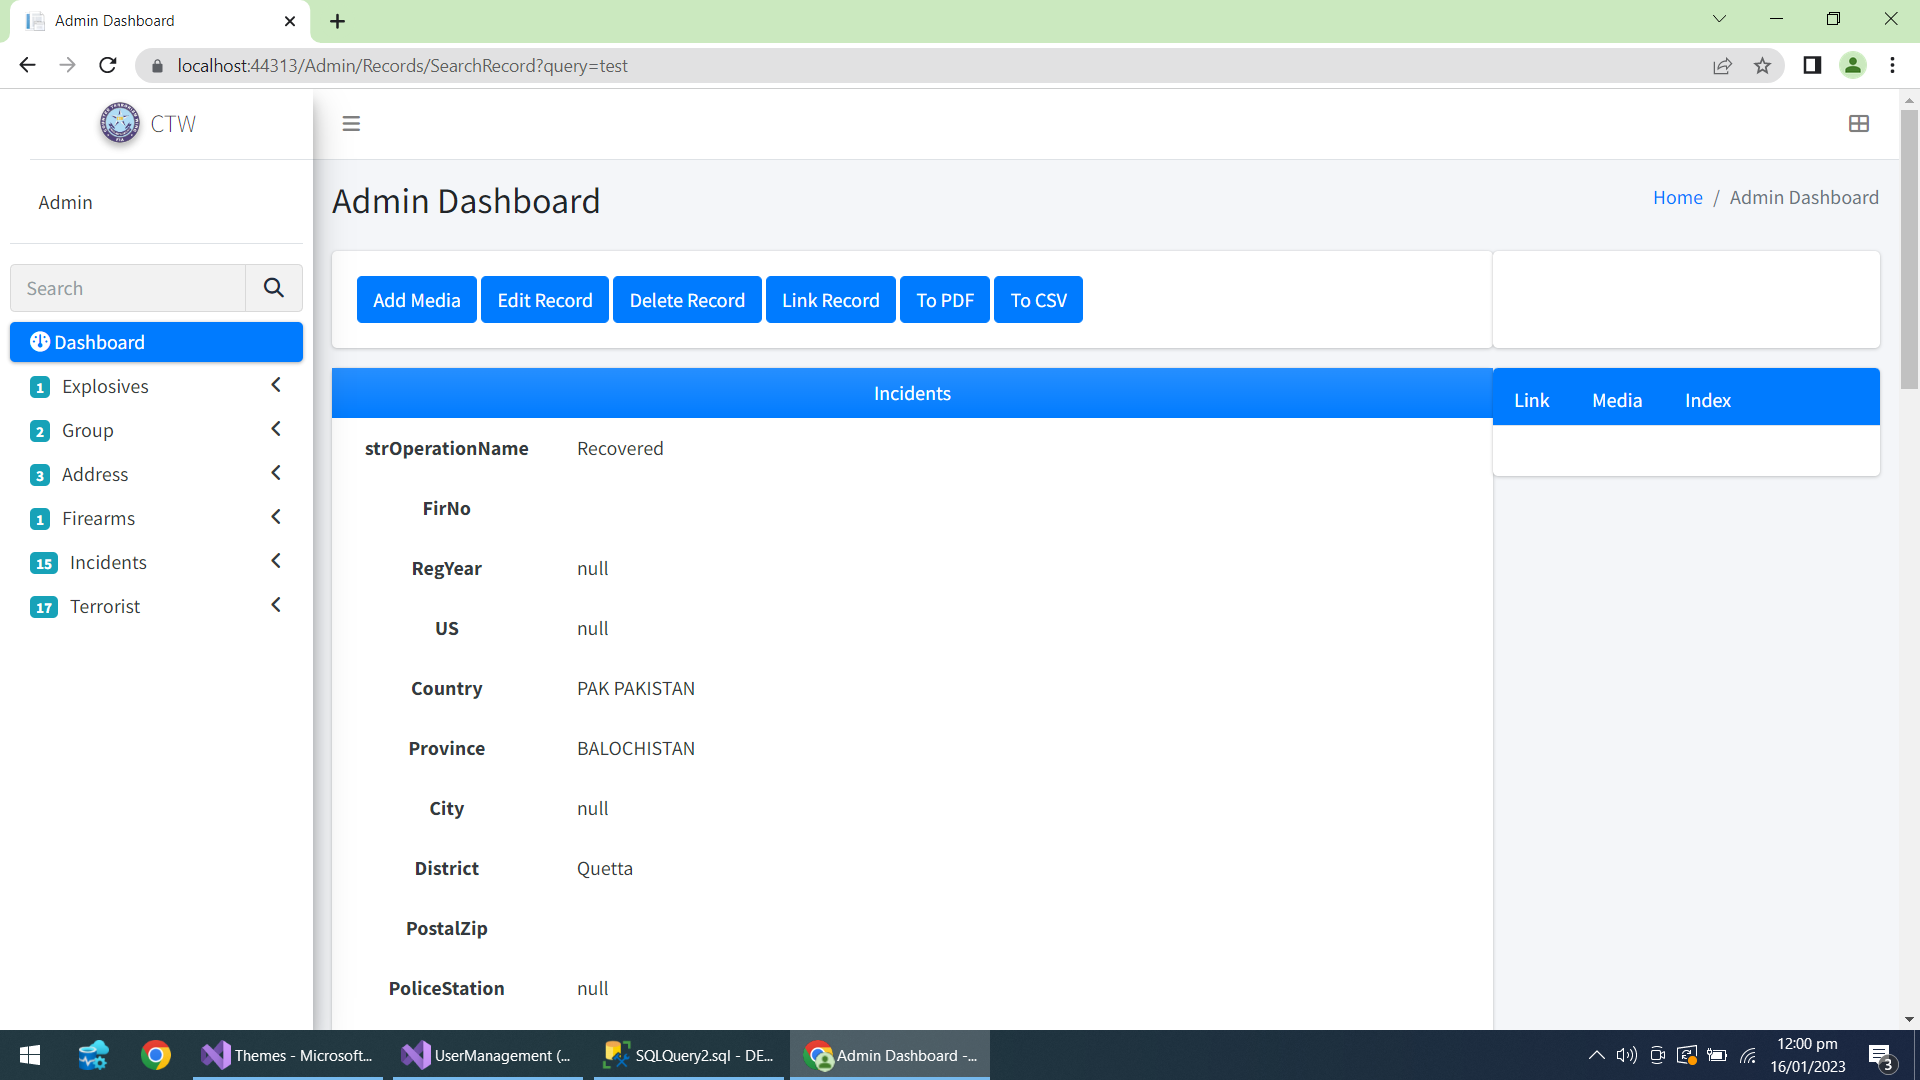 Admin Dashboard
localhost:44313/Admin/Records/SearchRecord?query=test
CTW
Admin
Search
Dashboard
1 Explosives
2 Group
3 Address
1 Firearms
15 Incidents
17 Terrorist
Admin Dashboard
Home / Admin Dashboard
Add Media Edit Record Delete Record Link Record To PDF To CSV
Incidents
Link Media Index
strOperationName Recovered
FirNo
RegYear null
US null
Country PAK PAKISTAN
Province BALOCHISTAN
City null
District Quetta
PostalZip
PoliceStation null
Themes - Microsoft... UserManagement (... SQLQuery2.sql - DE... Admin Dashboard -...
12:00 pm
16/01/2023
3